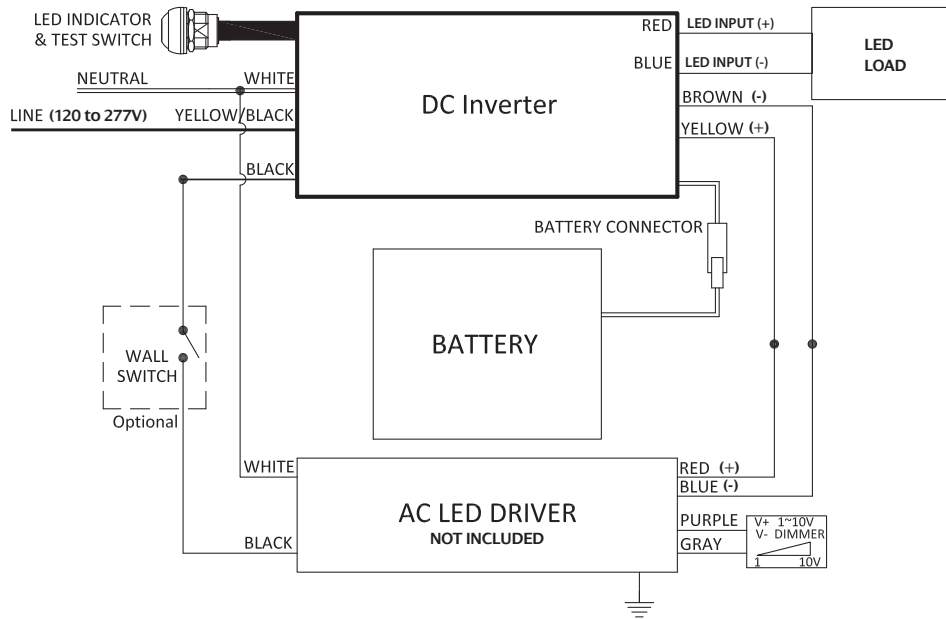 LED INDICATOR
& TEST SWITCH
RED
LED INPUT (+)
LED
LOAD
BLUE
LED INPUT (-)
NEUTRAL
WHITE
DC Inverter
BROWN (-)
LINE (120 to 277V)
YELLOW/BLACK
YELLOW (+)
BLACK
BATTERY CONNECTOR
BATTERY
WALL
SWITCH
Optional
WHITE
RED (+)
BLUE (-)
AC LED DRIVER
NOT INCLUDED
PURPLE
V+ 1~10V
V- DIMMER
BLACK
GRAY
1 10V